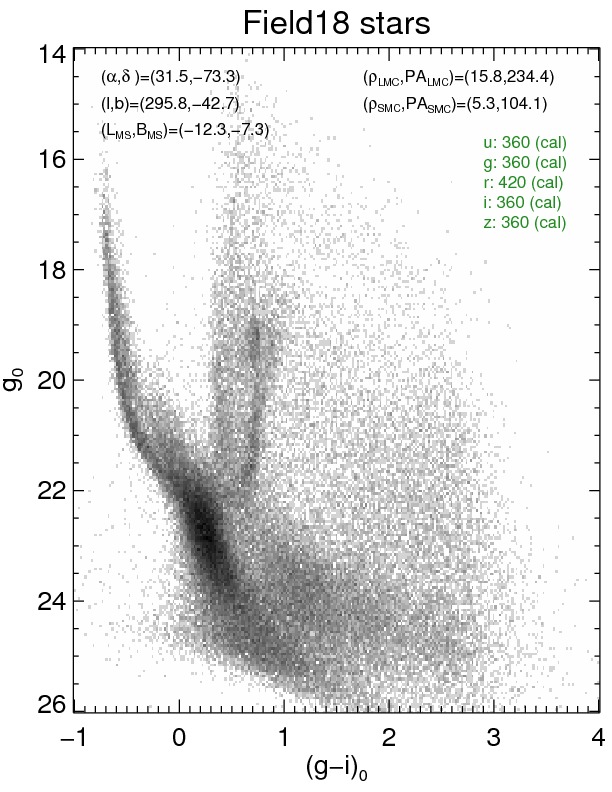 Field18 stars
(α,δ )=(31.5,−73.3)
(ρLMC,PALMC)=(15.8,234.4)
(l,b)=(295.8,−42.7)
(ρSMC,PASMC)=(5.3,104.1)
(LMS,BMS)=(−12.3,−7.3)
u: 360 (cal)
g: 360 (cal)
r: 420 (cal)
i: 360 (cal)
z: 360 (cal)
14
16
18
20
22
24
26
g0
−1 0 1 2 3 4
(g−i)0